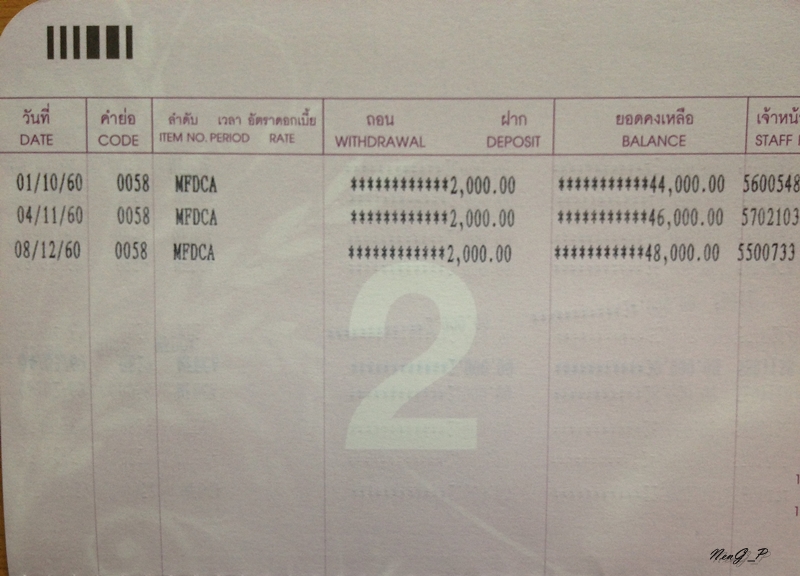 วันที่ คำย่อ ลำดับ เวลา อัตราดอกเบี้ย ถอน ฝาก ยอดคงเหลือ
DATE CODE ITEM NO. PERIOD RATE WITHDRAWAL DEPOSIT BALANCE STAFF
01/10/60 0058 MFDCA ************2,000.00 ***********44,000.00 5600548
04/11/60 0058 MFDCA ************2,000.00 ***********46,000.00 5702103
08/12/60 0058 MFDCA ************2,000.00 ***********48,000.00 5500733
2
NenG_P